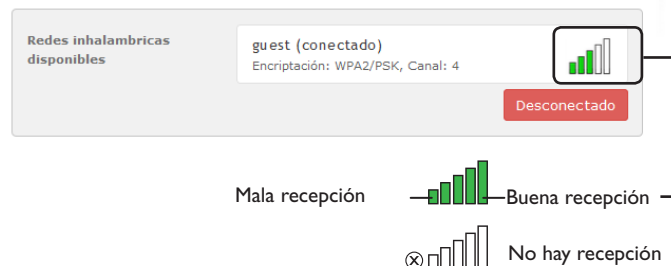 Redes inhalambricas
disponibles
guest (conectado)
Encriptación: WPA2/PSK, Canal: 4
Desconectado
Mala recepción
Buena recepción
No hay recepción